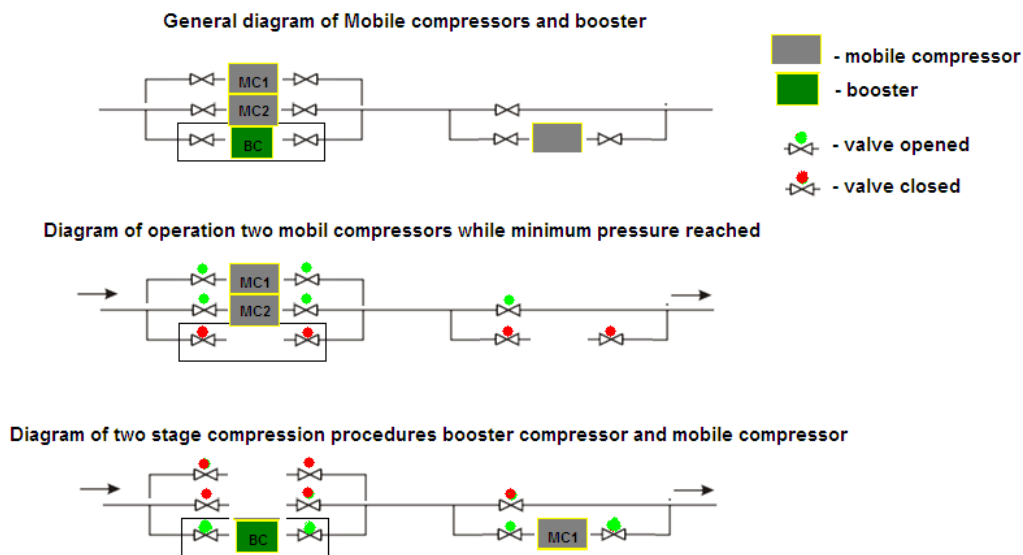 General diagram of Mobile compressors and booster
- mobile compressor
- booster
- valve opened
- valve closed
MC1
MC2
BC
Diagram of operation two mobil compressors while minimum pressure reached
MC1
MC2
Diagram of two stage compression procedures booster compressor and mobile compressor
BC
MC1